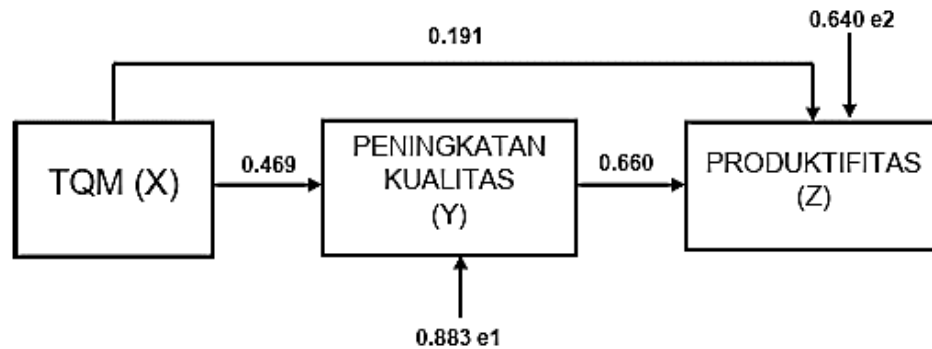 0.191
0.640 e2
TQM (X)
0.469
PENINGKATAN
KUALITAS
(Y)
0.660
PRODUKTIFITAS
(Z)
0.883 e1